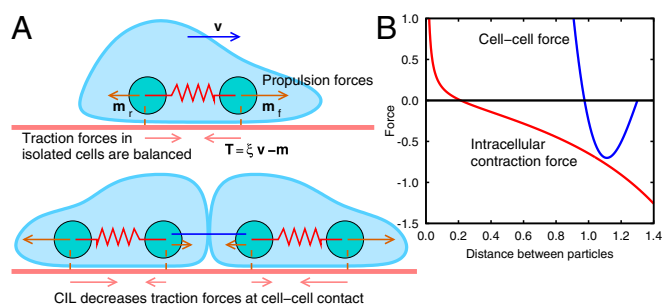 A
v
Propulsion forces
m r
m f
Traction forces in
isolated cells are balanced
T = ξ v – m
CIL decreases traction forces at cell-cell contact
B
1.0
0.5
0.0
-0.5
-1.0
-1.5
Force
Cell-cell force
Intracellular
contraction force
0.0 0.2 0.4 0.6 0.8 1.0 1.2 1.4
Distance between particles